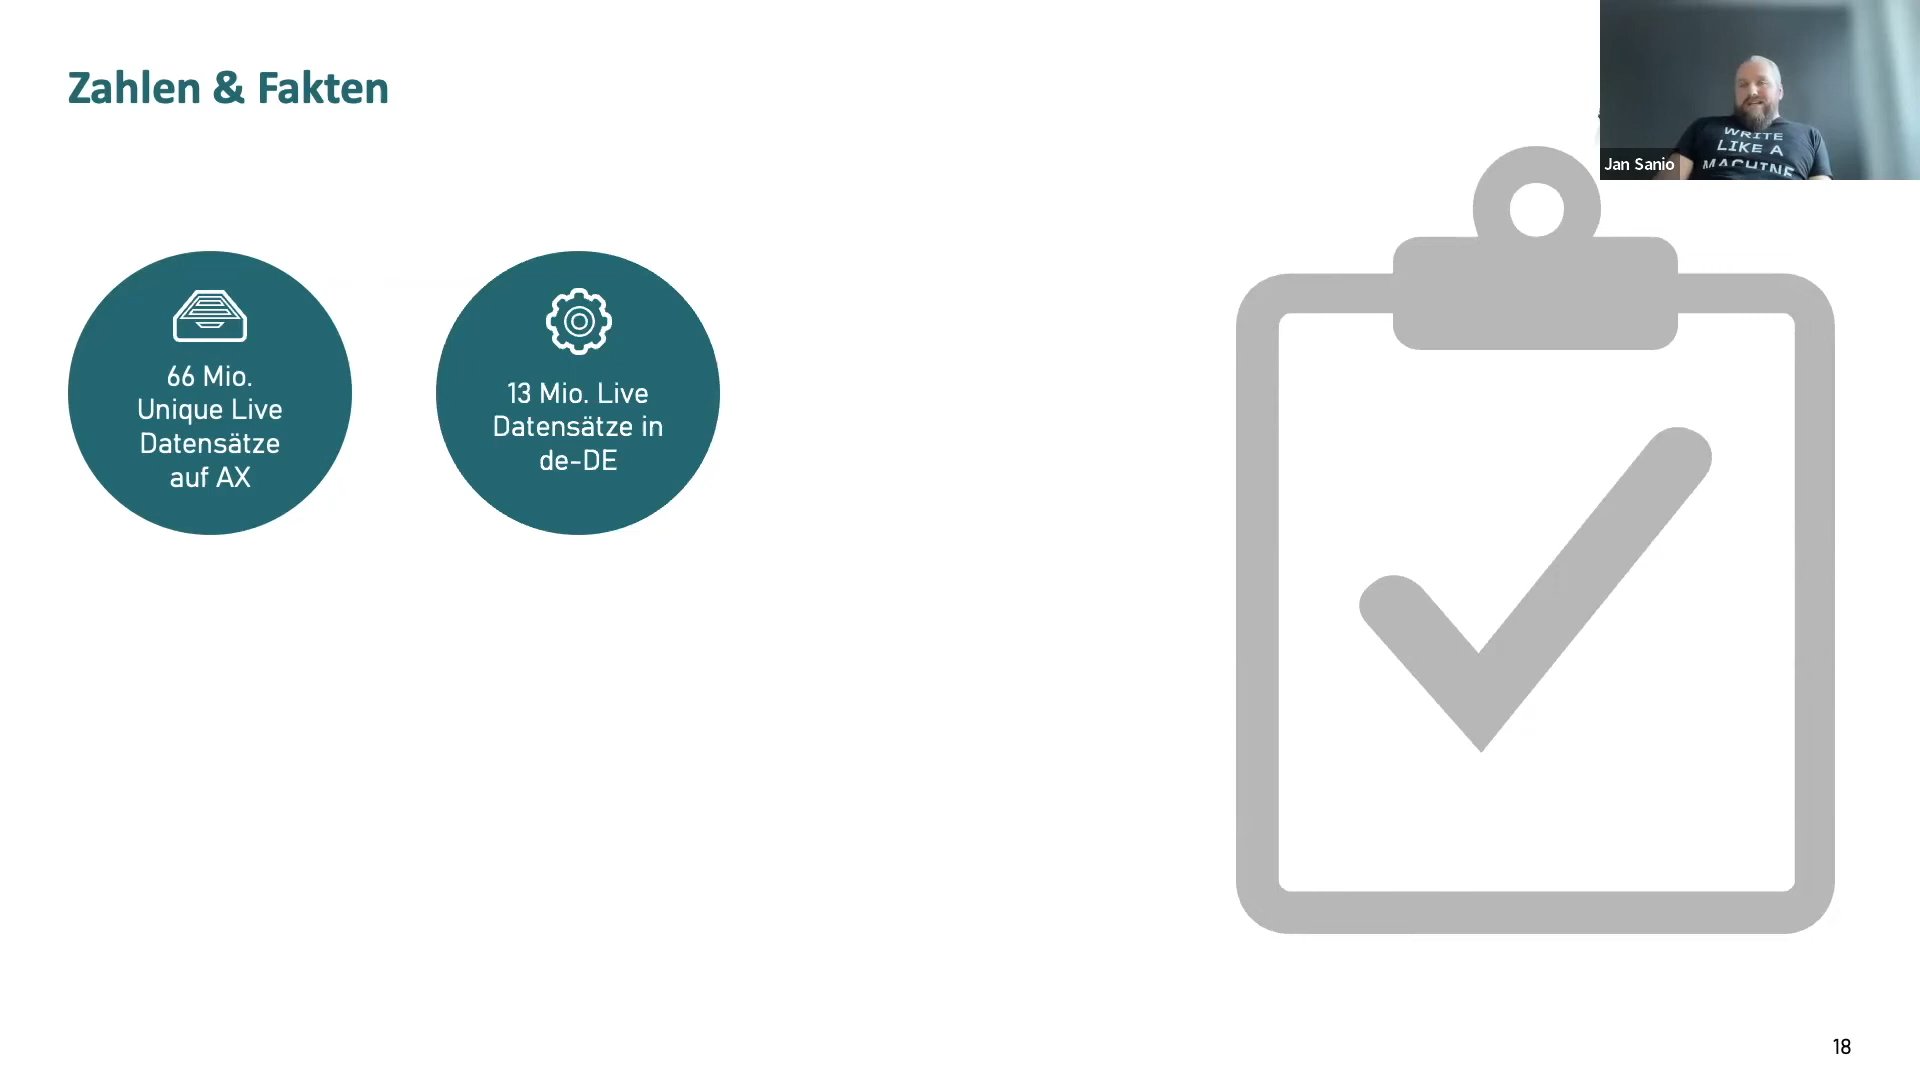 Zahlen & Fakten
66 Mio.
Unique Live
Datensätze
auf AX
13 Mio. Live
Datensätze in
de-DE
WRITE
LIKE A
MACHINE
Jan Sanio
18